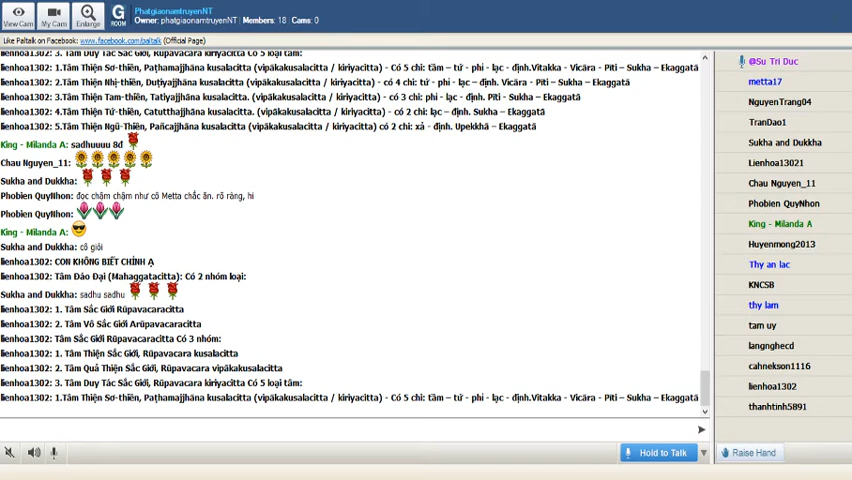 View Cam
My Cam
Enlarge
G
ROOM
PhatgiaonamtruyenNT
Owner: phatgiaonamtruyenNT | Members: 18 | Cams: 0
Like Paltalk on Facebook: www.facebook.com/paltalk (Official Page)
lienhoa1302: 3. Tâm Duy Tác Sắc Giới, Rūpavacara kiriyacitta Có 5 loại tâm:
lienhoa1302: 1.Tâm Thiện Sơ-thiền, Paṭhamajjhāna kusalacitta (vipākakusalacitta / kiriyacitta) - Có 5 chi: tầm – tứ - phi - lạc – định.Vitakka - Vicāra - Pīti – Sukha – Ekaggatā
lienhoa1302: 2.Tâm Thiện Nhị-thiền, Dutiyajjhāna kusalacitta (vipākakusalacitta / kiriyacitta) - có 4 chi: tứ - phi - lạc – định. Vicāra - Pīti – Sukha – Ekaggatā
lienhoa1302: 3.Tâm Thiện Tam-thiền, Tatiyajjhāna kusalacitta. (vipākakusalacitta / kiriyacitta) - có 3 chi: phi - lạc – định. Pīti - Sukha - Ekaggatā
lienhoa1302: 4.Tâm Thiện Tứ-thiền, Catutthajjhāna kusalacitta (vipākakusalacitta / kiriyacitta) - có 2 chi: lạc – định. Sukha - Ekaggatā
lienhoa1302: 5.Tâm Thiện Ngũ-Thiền, Pañcajjhāna kusalacitta (vipākakusalacitta / kiriyacitta) có 2 chi: xả - định. Upekkhā – Ekaggatā
King - Milanda A: sadhuuuu 8đ
Chau Nguyen_11:
Sukha and Dukkha:
Phobien QuyNhon: đọc chậm chậm như cô Metta chắc ăn. rõ ràng, hi
Phobien QuyNhon:
King - Milanda A:
Sukha and Dukkha: cô giỏi
lienhoa1302: CON KHÔNG BIẾT CHỈNH Ạ
lienhoa1302: Tâm Đáo Đại (Mahaggatacitta): Có 2 nhóm loại:
Sukha and Dukkha: sadhu sadhu
lienhoa1302: 1. Tâm Sắc Giới Rūpavacaracitta
lienhoa1302: 2. Tâm Vô Sắc Giới Arūpavacaracitta
lienhoa1302: Tâm Sắc Giới Rūpavacaracitta Có 3 nhóm:
lienhoa1302: 1. Tâm Thiện Sắc Giới, Rūpavacara kusalacitta
lienhoa1302: 2. Tâm Quả Thiện Sắc Giới, Rūpavacara vipākakusalacitta
lienhoa1302: 3. Tâm Duy Tác Sắc Giới, Rūpavacara kiriyacitta Có 5 loại tâm:
lienhoa1302: 1.Tâm Thiện Sơ-thiền, Paṭhamajjhāna kusalacitta (vipākakusalacitta / kiriyacitta) - Có 5 chi: tầm – tứ - phi - lạc – định.Vitakka - Vicāra - Pīti – Sukha – Ekaggatā
Hold to Talk
@Su Tri Duc
metta17
NguyenTrang04
TranDao1
Sukha and Dukkha
Lienhoa13021
Chau Nguyen_11
Phobien QuyNhon
King - Milanda A
Huyenmong2013
Thy an lac
KNCSB
thy lam
tam uy
langnghecd
cahnekson1116
lienhoa1302
thanhtinh5891
Raise Hand